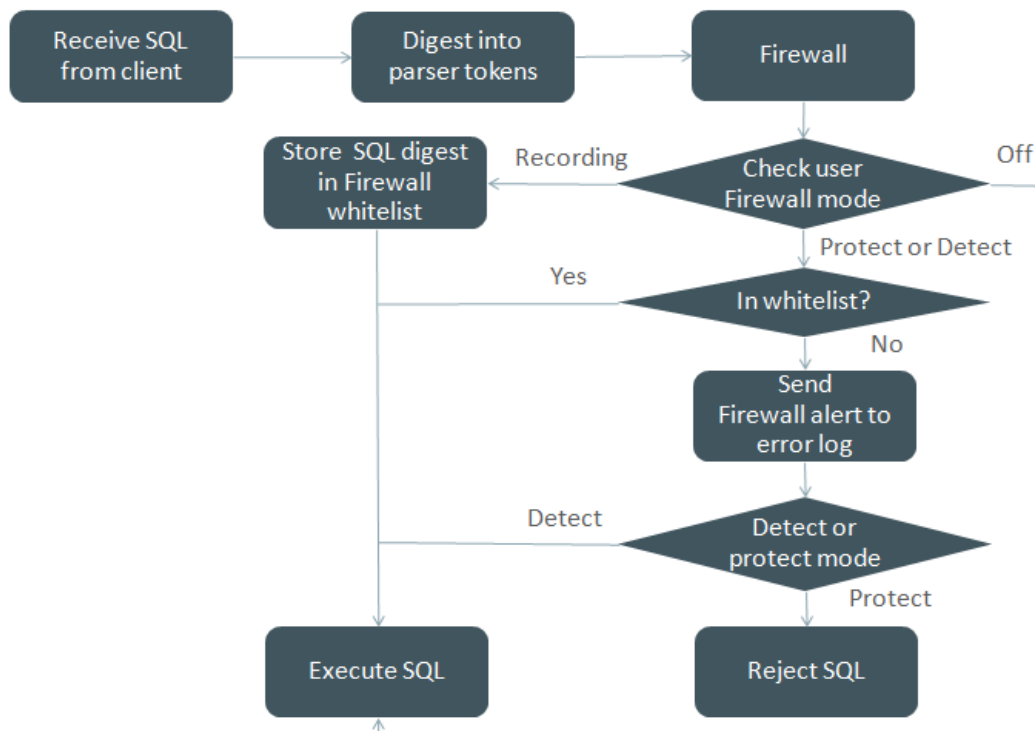 Receive SQL
from client
Digest into
parser tokens
Firewall
Store SQL digest
in Firewall
whitelist
Recording
Check user
Firewall mode
Off
Protect or Detect
Yes
In whitelist?
No
Send
Firewall alert to
error log
Detect
Detect or
protect mode
Protect
Execute SQL
Reject SQL